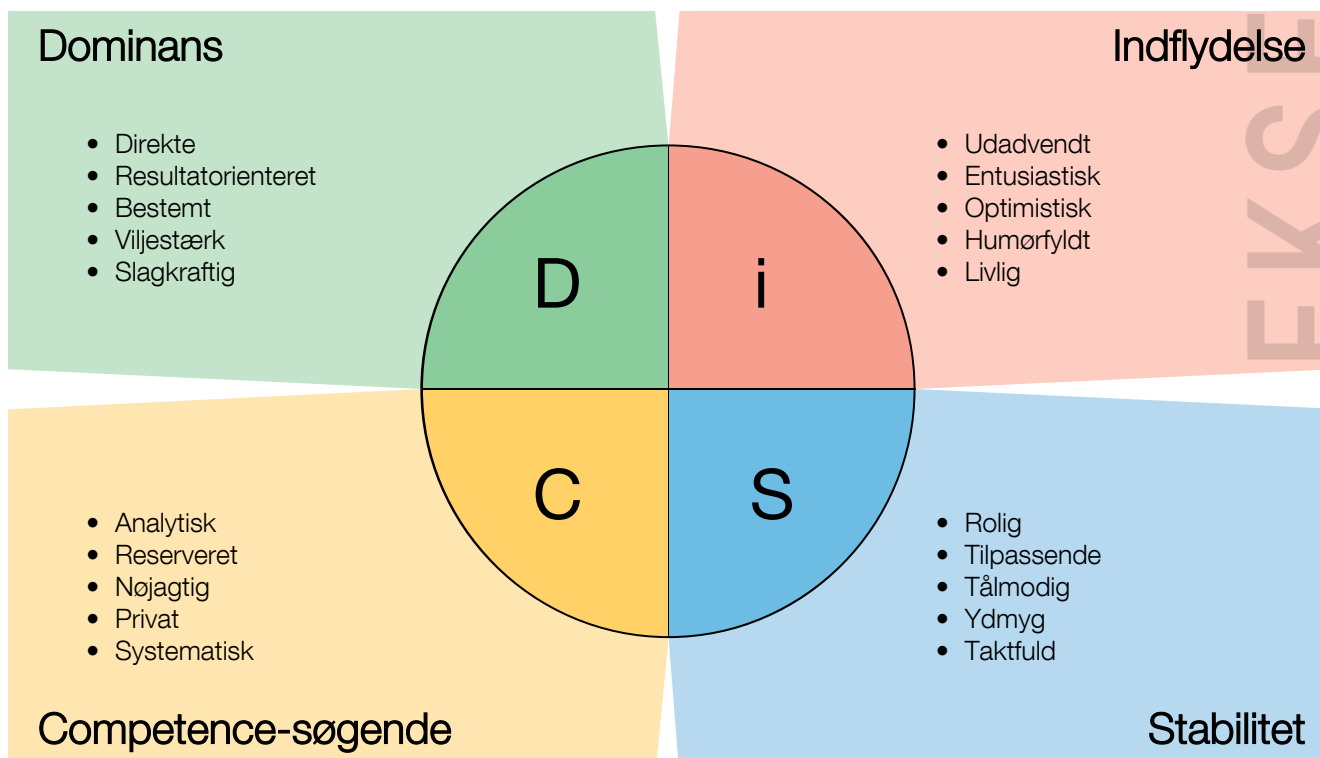 Dominans
Indflydelse
• Direkte
• Resultatorienteret
• Bestemt
• Viljestærk
• Slagkraftig
• Udadvendt
• Entusiastisk
• Optimistisk
• Humørfyldt
• Livlig
D
i
C
S
• Analytisk
• Reserveret
• Nøjagtig
• Privat
• Systematisk
• Rolig
• Tilpassende
• Tålmodig
• Ydmyg
• Taktfuld
Competence-søgende
Stabilitet